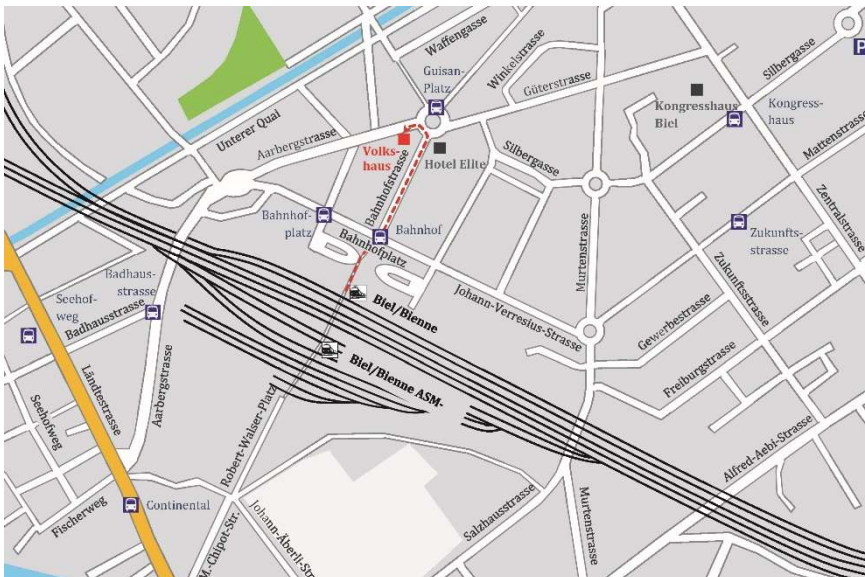 Waffengasse
Winkelstrasse
Guisan-
Platz
Güterstrasse
Silbergasse
P
Kongresshaus
Biel
Kongress-
haus
Mattenstrasse
Unterer Quai
Aarbergstrasse
Volks-
haus
Hotel Elite
Silbergasse
Bahnhofstrasse
Bahnhof-
platz
Bahnhof
Bahnhofplatz
Murtenstrasse
Zentralstrasse
Zukunfts-
strasse
Zukunftsstrasse
Badhaus-
strasse
Seehof-
weg
Badhausstrasse
Biel/Bienne
Johann-Verresius-Strasse
Gewerbestrasse
Freiburgstrasse
Biel/Bienne ASM-
Ländtestrasse
Aarbergstrasse
Seehofweg
Robert-Walser-Platz
Alfred-Aebi-Strasse
Continental
Fischerweg
M.-Chipot-Str.
Johann-Äberli-Str.
Salzhausstrasse
Murtenstrasse